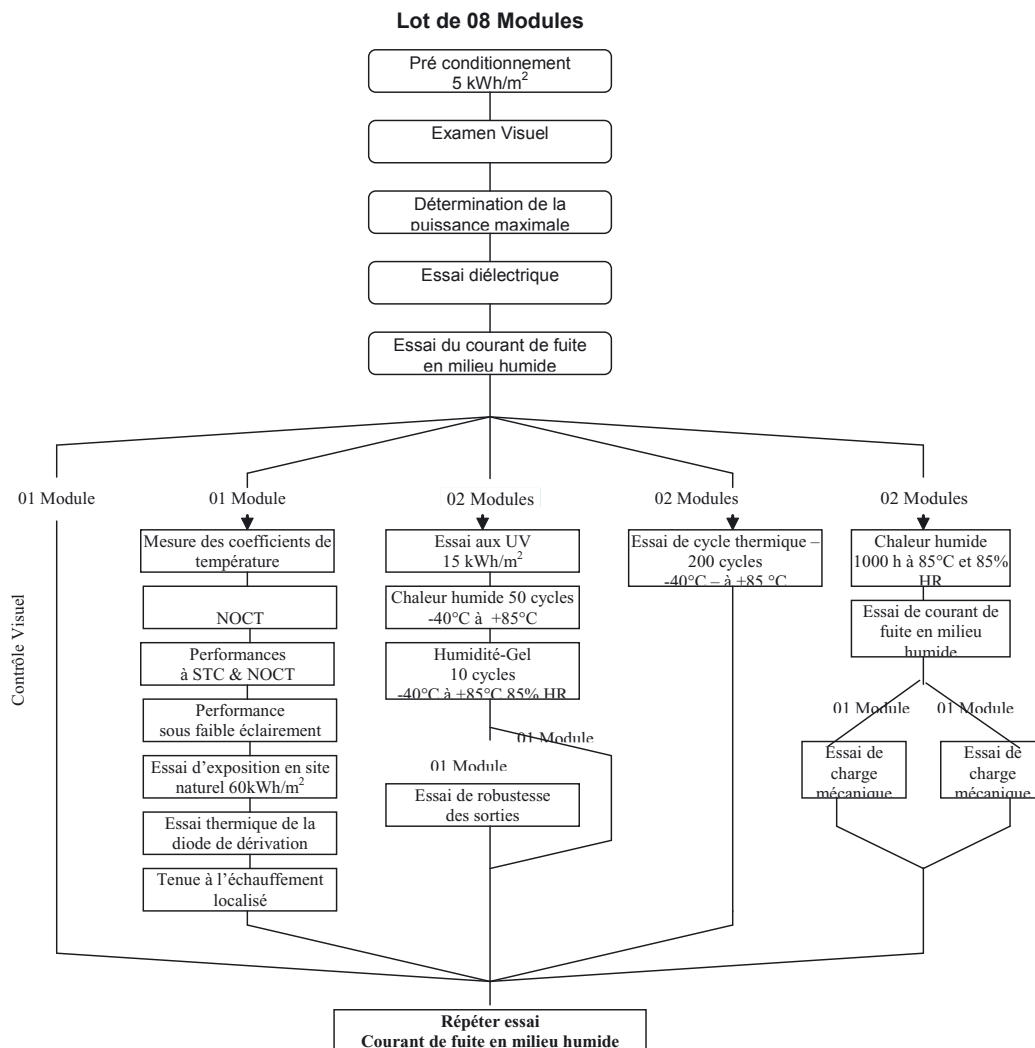 Lot de 08 Modules
Pré conditionnement
5 kWh/m²
Examen Visuel
Détermination de la
puissance maximale
Essai diélectrique
Essai du courant de fuite
en milieu humide
01 Module
Contrôle Visuel
01 Module
Mesure des coefficients de
température
NOCT
Performances
à STC & NOCT
Performance
sous faible éclairement
Essai d'exposition en site
naturel 60kWh/m²
Essai thermique de la
diode de dérivation
Tenue à l'échauffement
localisé
02 Modules
Essai aux UV
15 kWh/m²
Chaleur humide 50 cycles
-40°C à +85°C
Humidité-Gel
10 cycles
-40°C à +85°C 85% HR
01 Module
01 Module
Essai de robustesse
des sorties
02 Modules
Essai de cycle thermique –
200 cycles
-40°C – à +85 °C
02 Modules
Chaleur humide
1000 h à 85°C et 85%
HR
Essai de courant de
fuite en milieu
humide
01 Module
01 Module
Essai de
charge
mécanique
Essai de
charge
mécanique
Répéter essai
Courant de fuite en milieu humide